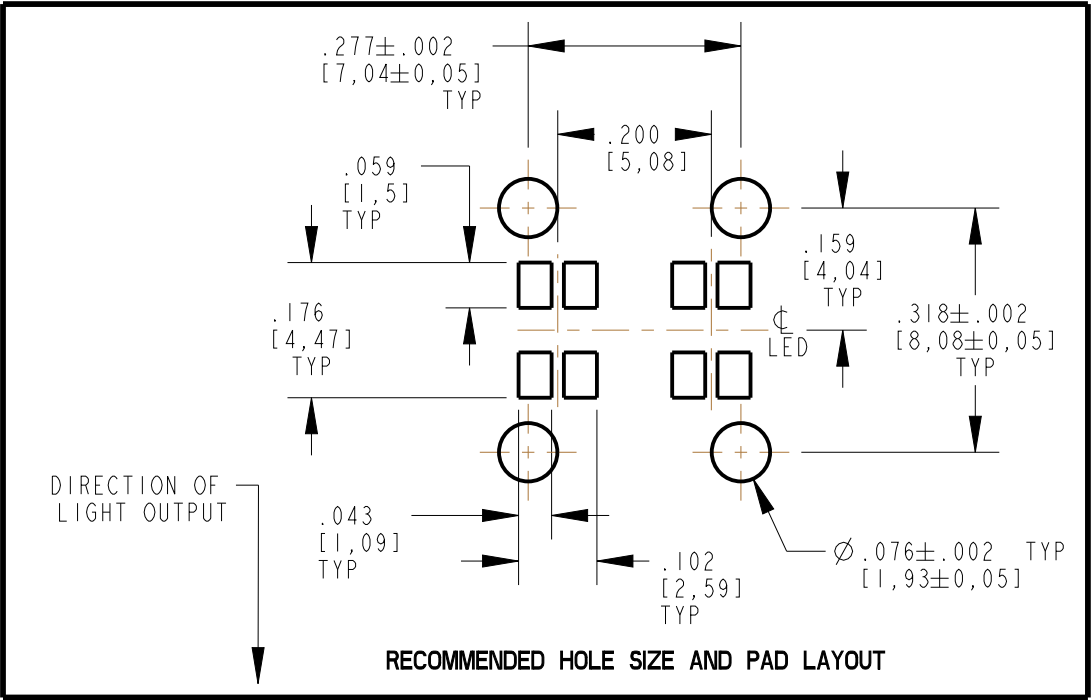 .277±.002
[7,04±0,05]
TYP
.200
[5,08]
.059
[1,5]
TYP
.159
[4,04]
TYP
.176
[4,47]
TYP
℄
LED
.318±.002
[8,08±0,05]
TYP
DIRECTION OF
LIGHT OUTPUT
.043
[1,09]
TYP
.102
[2,59]
TYP
Ø.076±.002 TYP
[1,93±0,05]
RECOMMENDED HOLE SIZE AND PAD LAYOUT